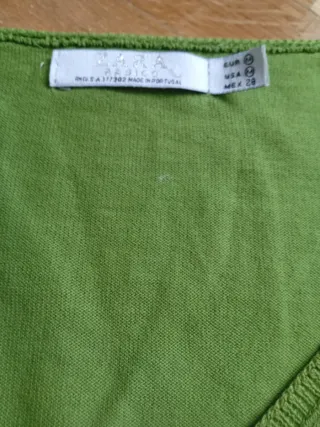 ZARA
BASIC
MADE IN PORTUGAL
EUR M
USA M
MEX 28